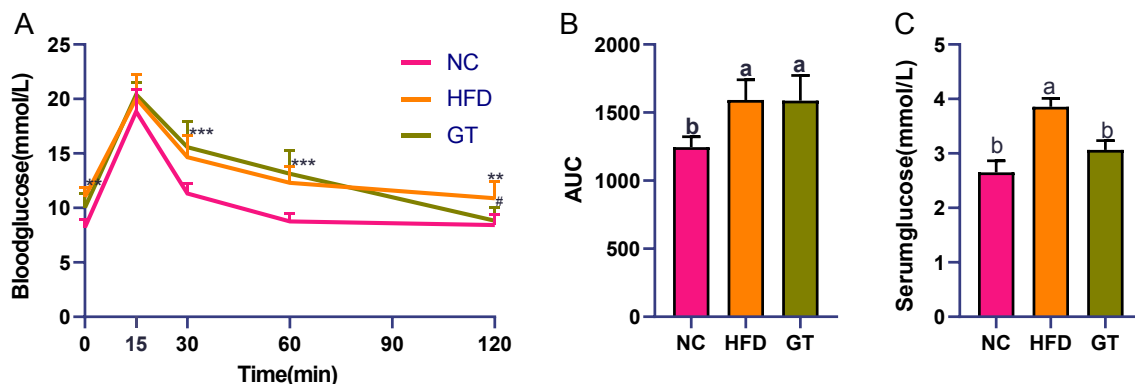 A
Bloodglucose(mmol/L)
25
20
15
10
5
0
NC
HFD
GT
**
***
***
**
#
0 15 30 60 90 120
Time(min)
B
AUC
2000
1500
1000
500
0
b
a
a
NC HFD GT
C
Serumglucose(mmol/L)
5
4
3
2
1
0
b
a
b
NC HFD GT